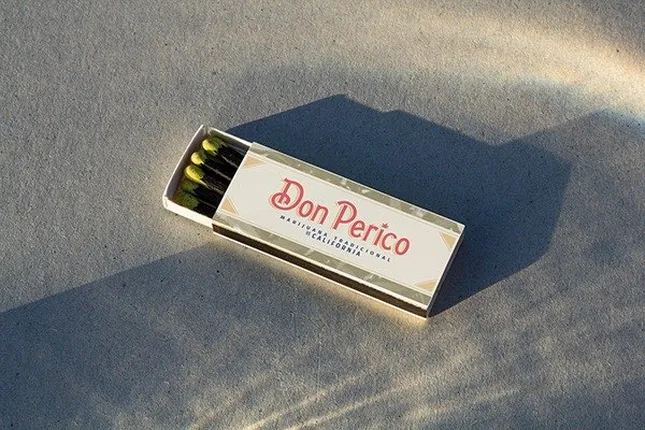 Don Perico
MARIJUANA TRADICIONAL
DE CALIFORNIA